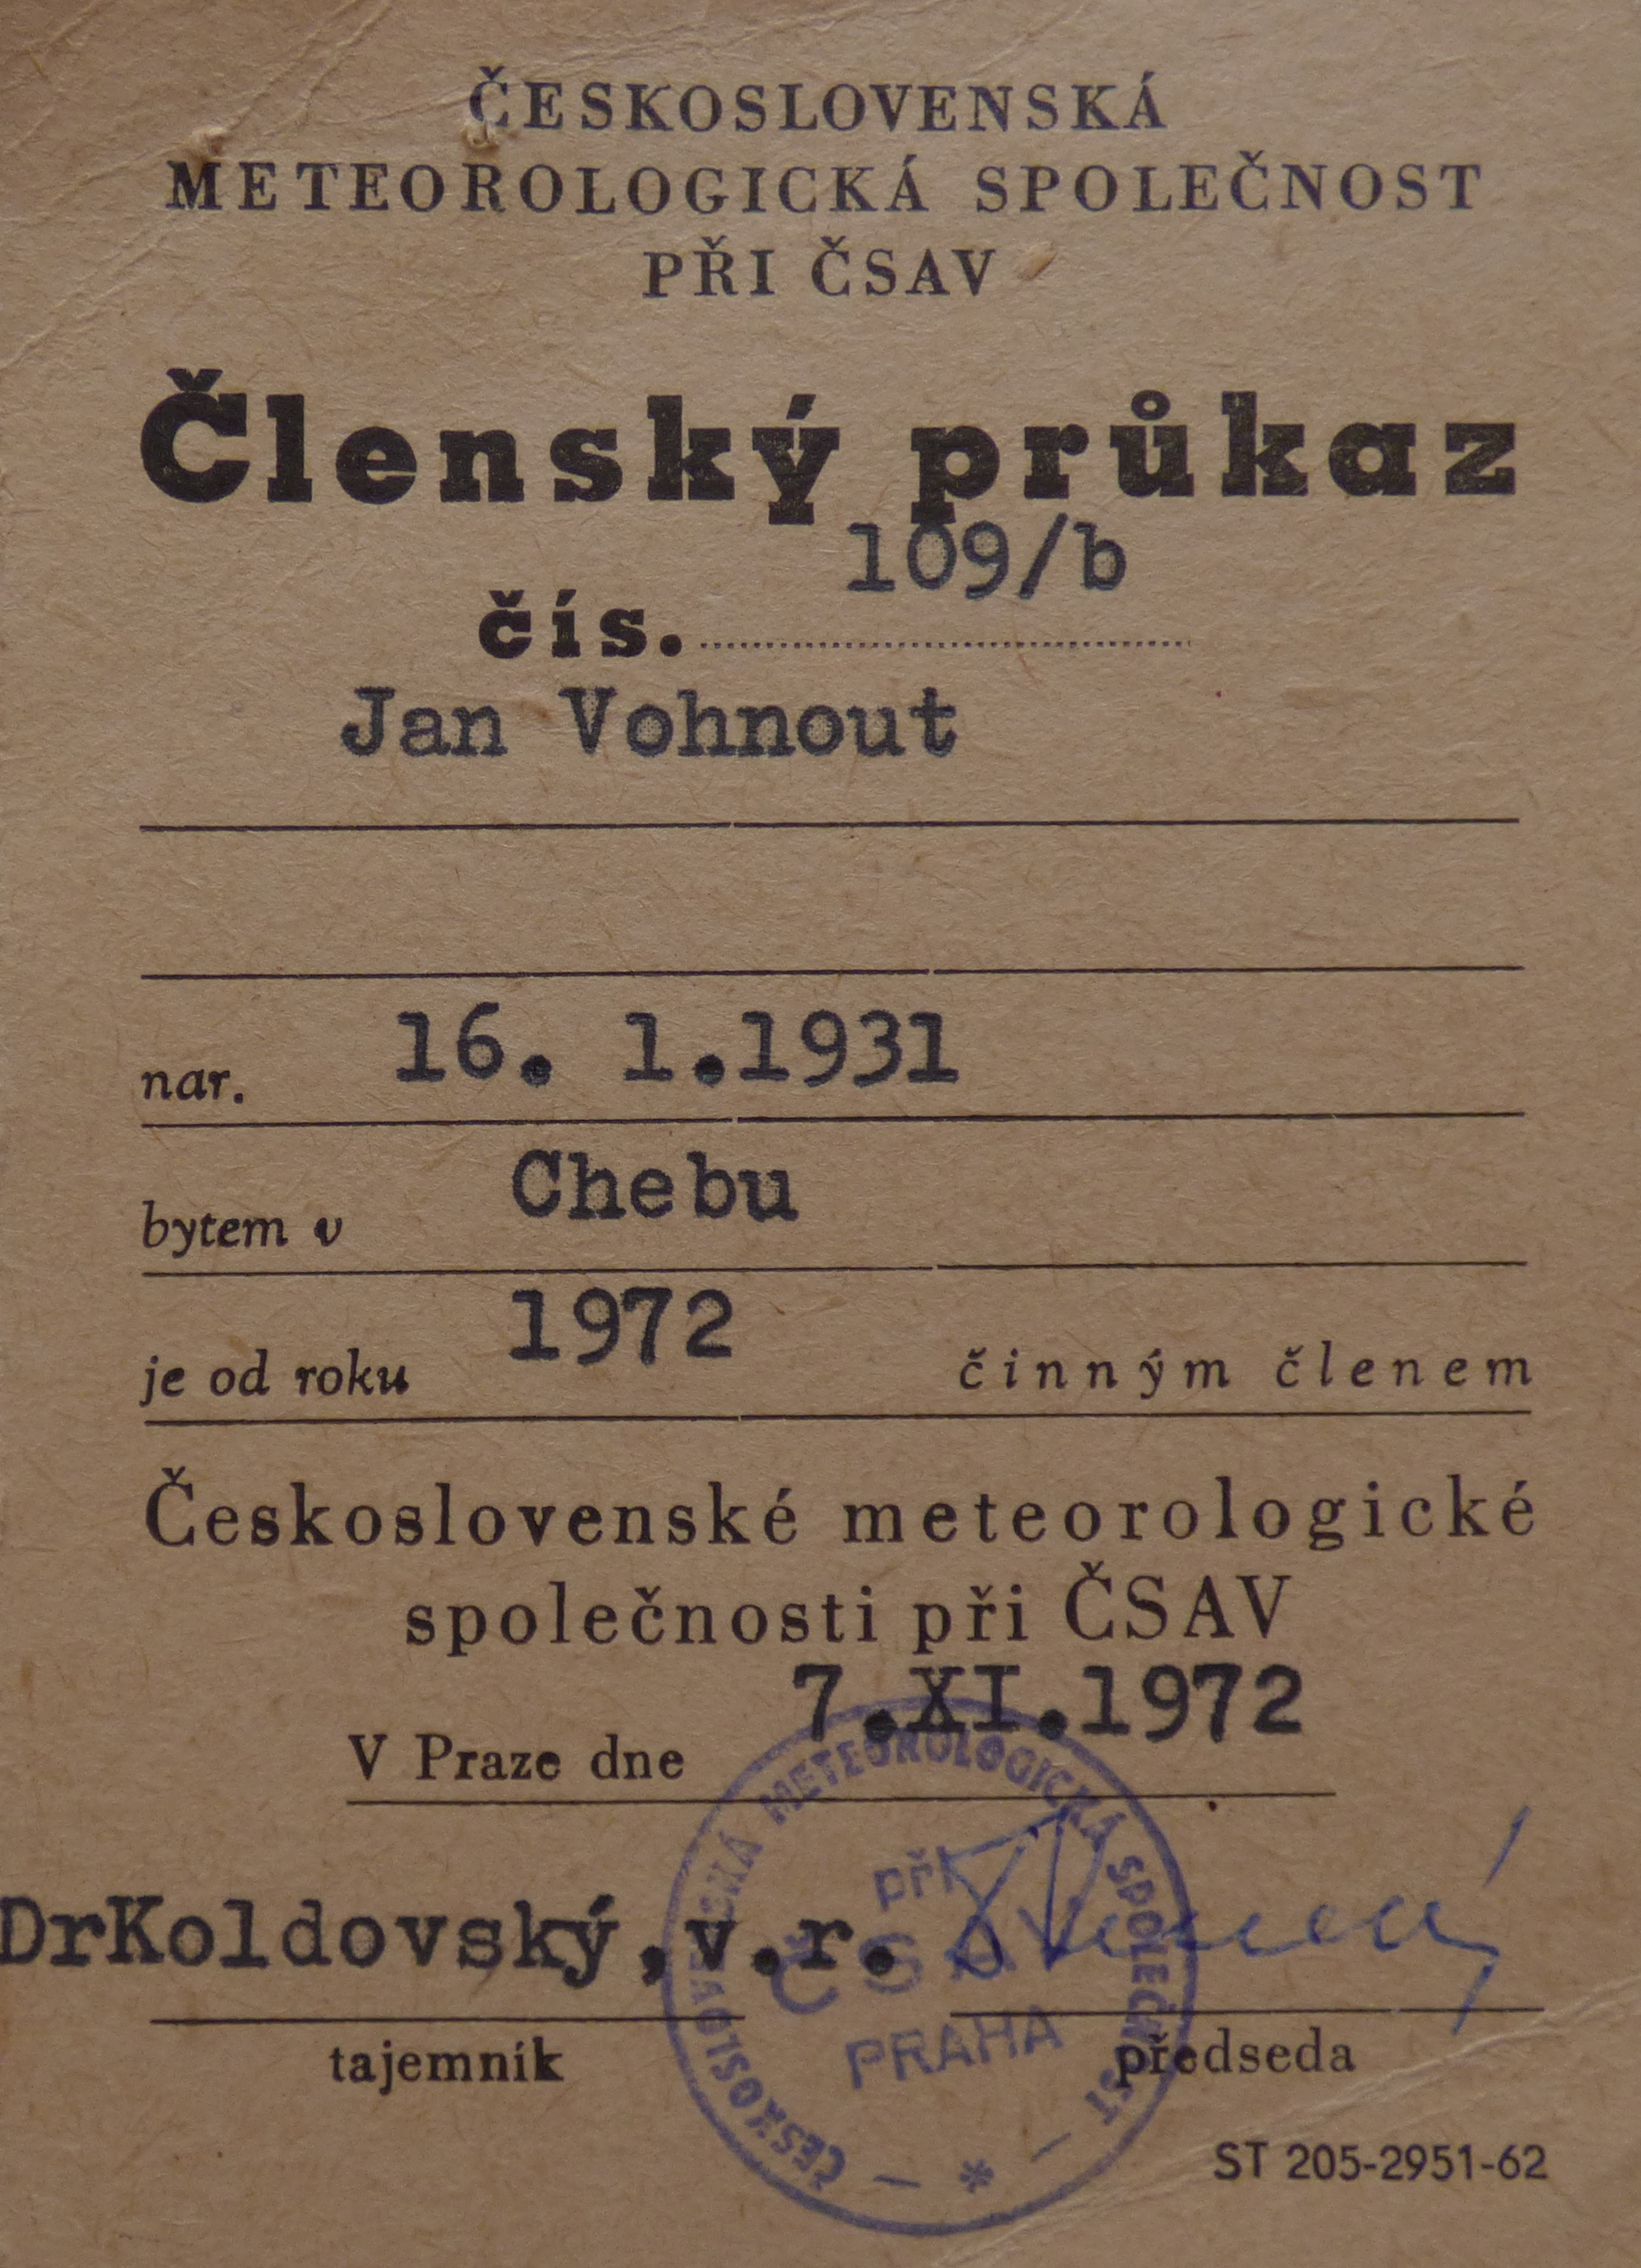 ČESKOSLOVENSKÁ
METEOROLOGICKÁ SPOLEČNOST
PŘI ČSAV
Členský průkaz
109/b
čís.
Jan Vohnout
nar. 16. 1.1931
bytem v Chebu
je od roku 1972 činným členem
Československé meteorologické
společnosti při ČSAV
V Praze dne 7.XI.1972
DrKoldovský,v.r.
tajemník
předseda
ČESKOSLOVENSKÁ METEOROLOGICKÁ SPOLEČNOST
při
ČSAV
PRAHA
ST 205-2951-62